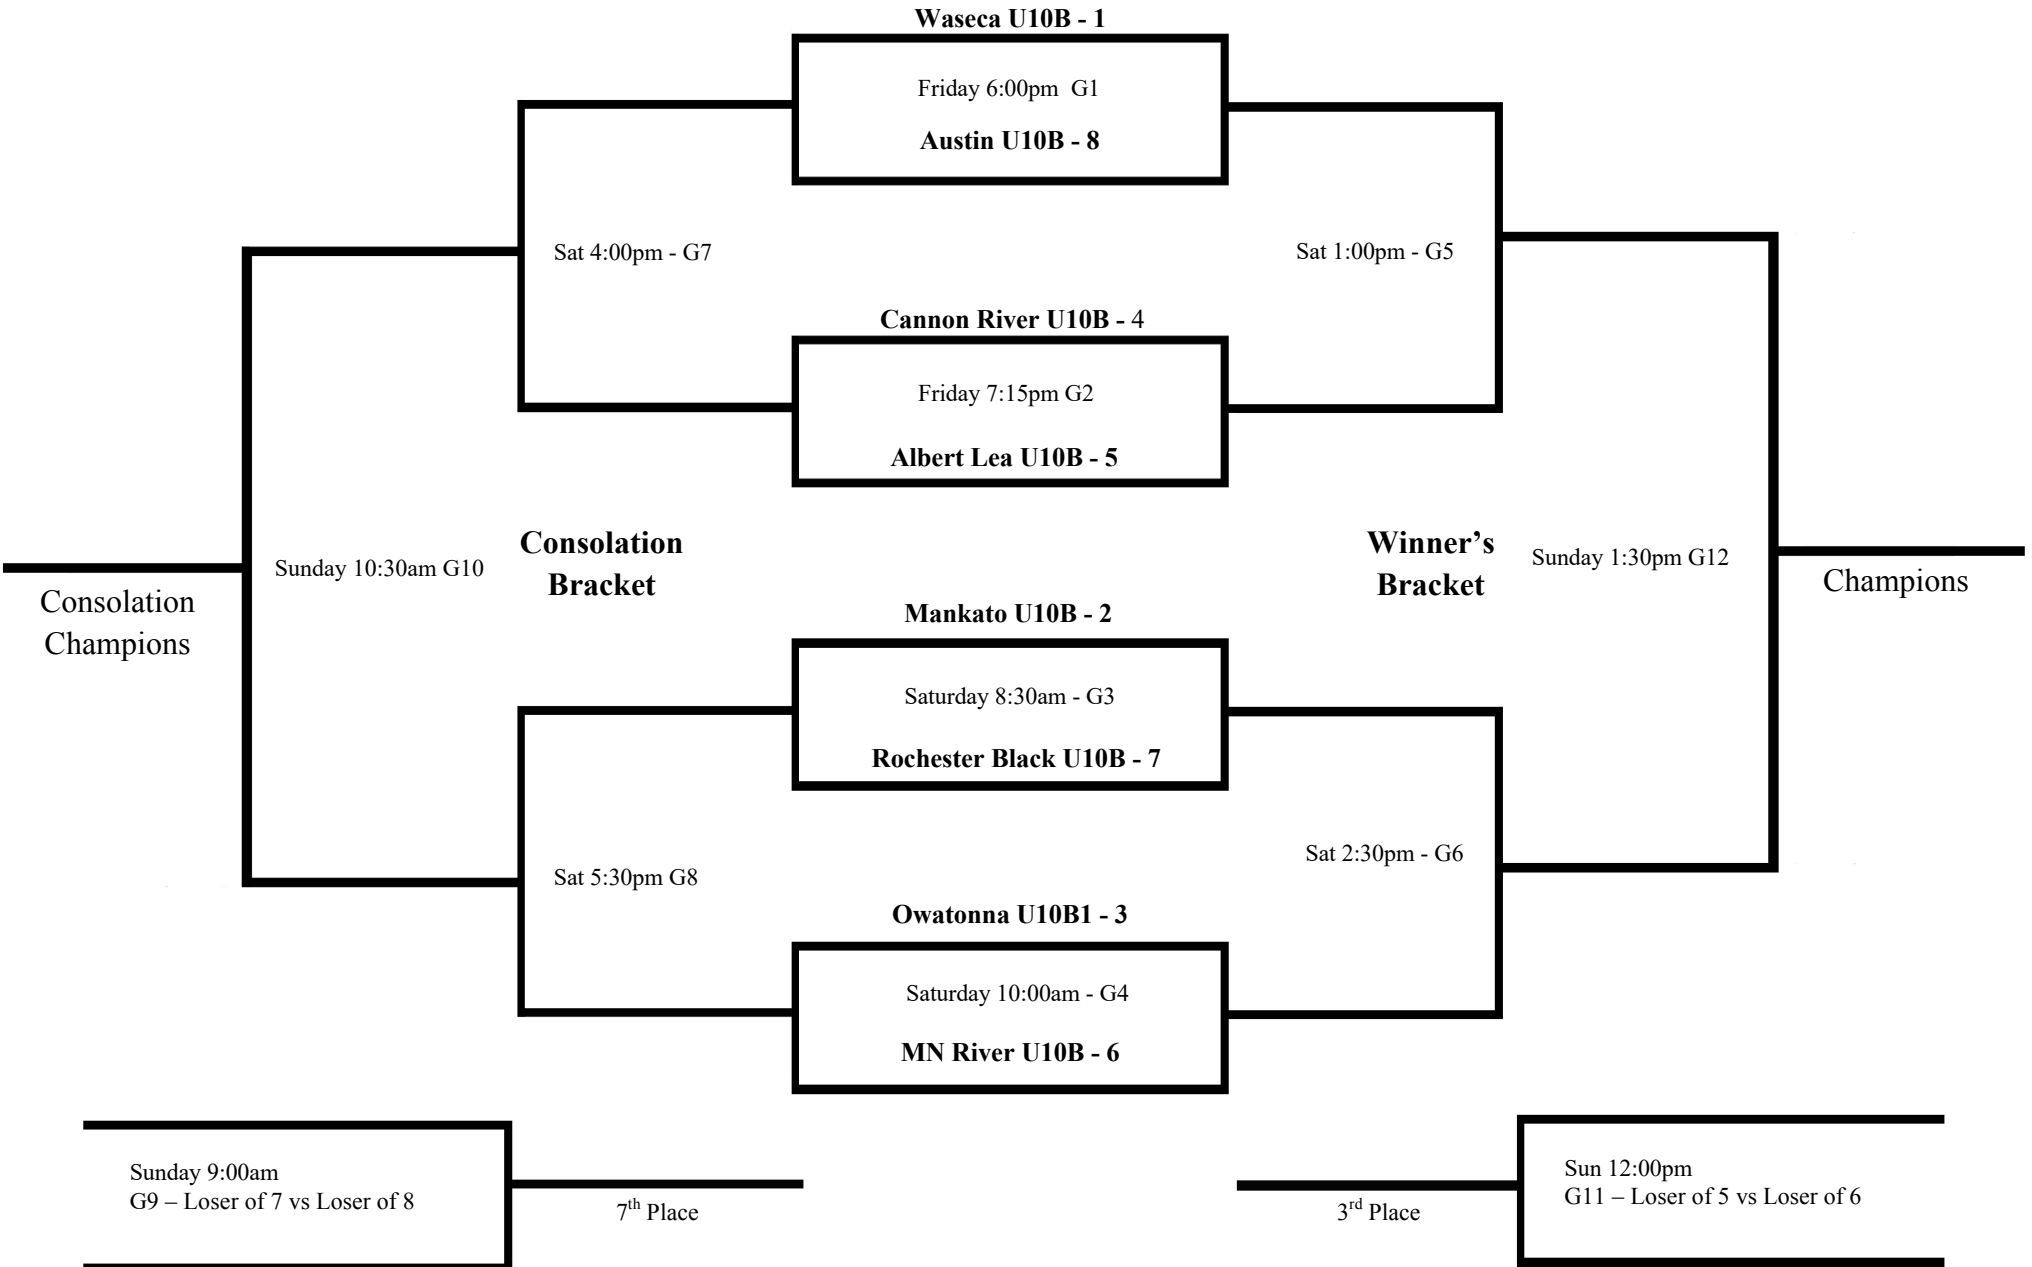 Waseca U10B - 1
Friday 6:00pm  G1
Austin U10B - 8
Sat 4:00pm - G7
Sat 1:00pm - G5
Cannon River U10B - 4
Friday 7:15pm G2
Albert Lea U10B - 5
Consolation
Bracket
Winner’s
Bracket
Sunday 10:30am G10
Sunday 1:30pm G12
Consolation
Champions
Champions
Mankato U10B - 2
Saturday 8:30am - G3
Rochester Black U10B - 7
Sat 5:30pm G8
Sat 2:30pm - G6
Owatonna U10B1 - 3
Saturday 10:00am - G4
MN River U10B - 6
Sunday 9:00am
G9 – Loser of 7 vs Loser of 8
7th Place
3rd Place
Sun 12:00pm
G11 – Loser of 5 vs Loser of 6